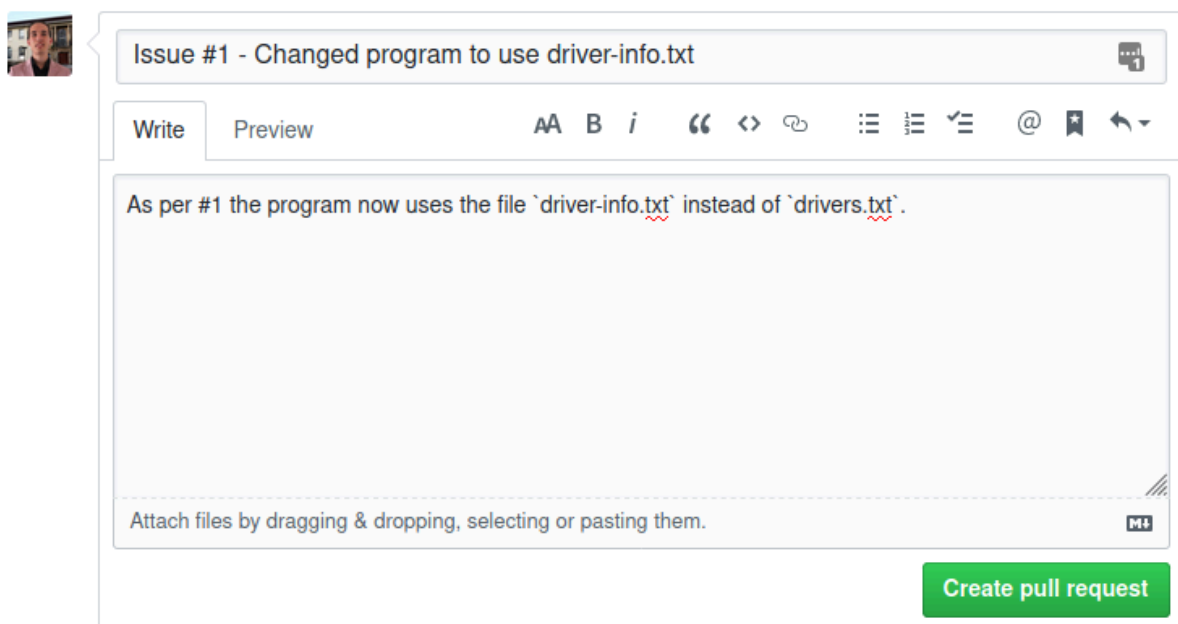 Issue #1 - Changed program to use driver-info.txt
Write Preview AA B i @
As per #1 the program now uses the file `driver-info.txt` instead of `drivers.txt`.
Attach files by dragging & dropping, selecting or pasting them.
Create pull request